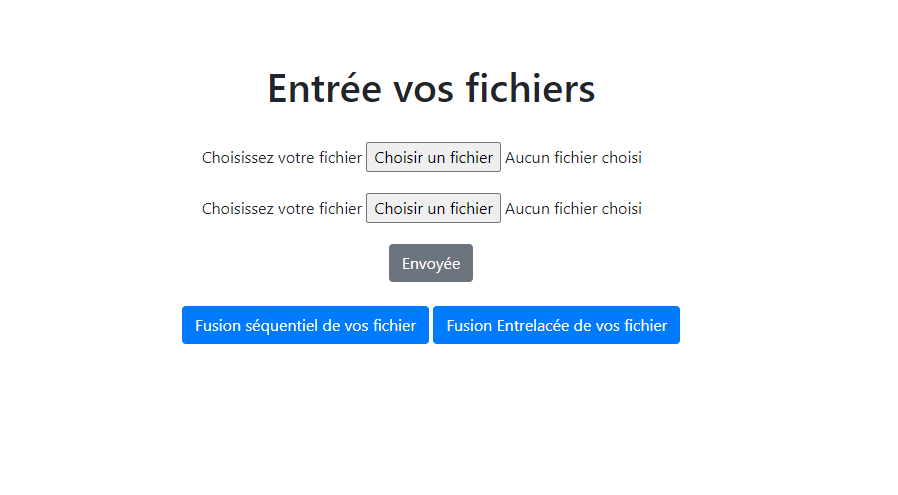 Entrée vos fichiers
Choisissez votre fichier Choisir un fichier Aucun fichier choisi
Choisissez votre fichier Choisir un fichier Aucun fichier choisi
Envoyée
Fusion séquentiel de vos fichier Fusion Entrelacée de vos fichier